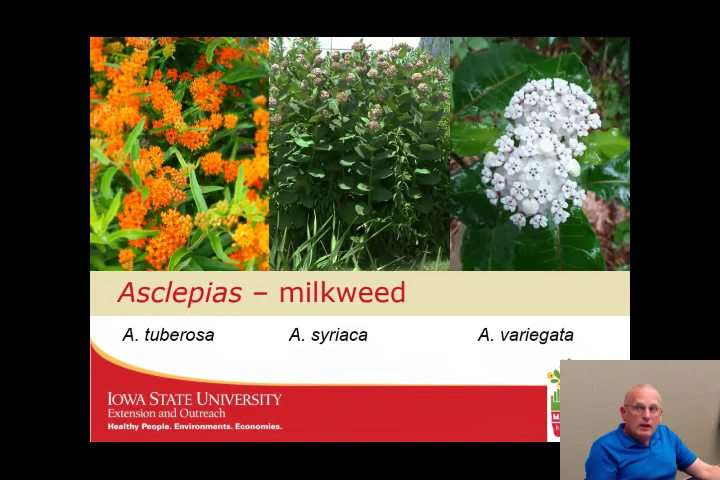 Asclepias – milkweed
A. tuberosa A. syriaca A. variegata
IOWA STATE UNIVERSITY
Extension and Outreach
Healthy People. Environments. Economies.